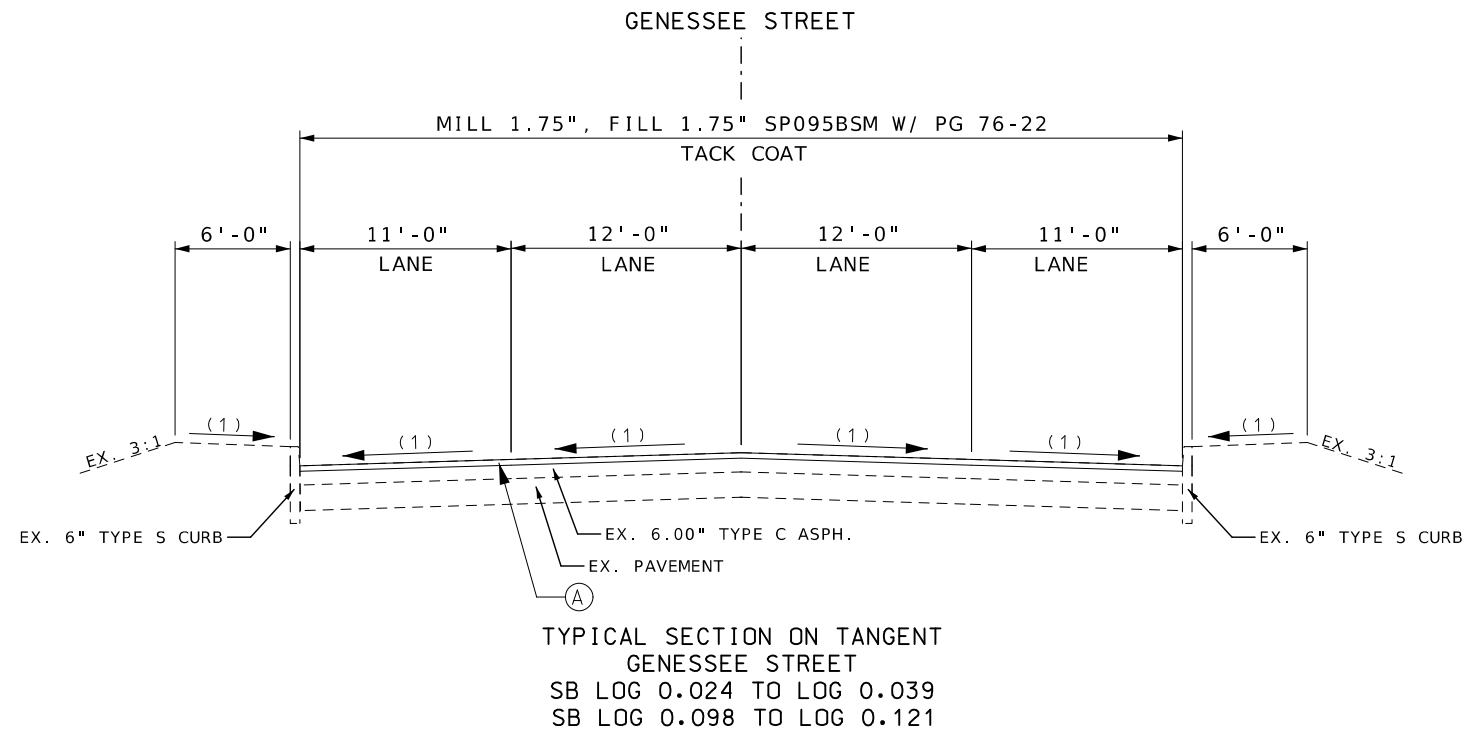 GENESSEE STREET
MILL 1.75", FILL 1.75" SP095BSM W/ PG 76-22
TACK COAT
6'-0" 11'-0" 12'-0" 12'-0" 11'-0" 6'-0"
LANE LANE LANE LANE
(1) (1) (1) (1) (1) (1)
EX. 3:1 EX. 3:1
EX. 6" TYPE S CURB EX. 6.00" TYPE C ASPH. EX. 6" TYPE S CURB
EX. PAVEMENT
A
TYPICAL SECTION ON TANGENT
GENESSEE STREET
SB LOG 0.024 TO LOG 0.039
SB LOG 0.098 TO LOG 0.121